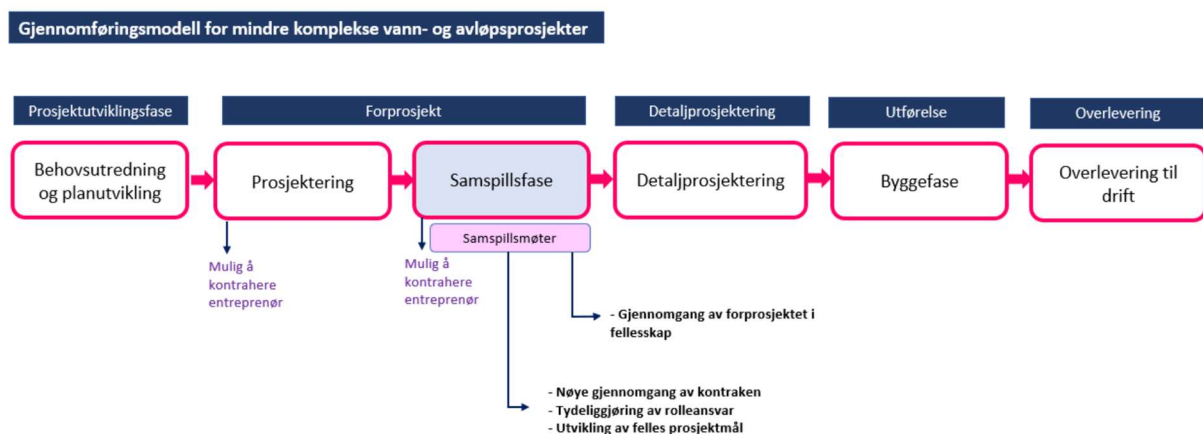 Gjennomføringsmodell for mindre komplekse vann- og avløpsprosjekter
Prosjektutviklingsfase
Forprosjekt
Detaljprosjektering
Utførelse
Overlevering
Behovsutredning
og planutvikling
Prosjektering
Samspillsfase
Detaljprosjektering
Byggefase
Overlevering til
drift
Samspillsmøter
Mulig å
kontrahere
entreprenør
Mulig å
kontrahere
entreprenør
- Gjennomgang av forprosjektet i
fellesskap
- Nøye gjennomgang av kontraken
- Tydeliggjøring av rolleansvar
- Utvikling av felles prosjektmål